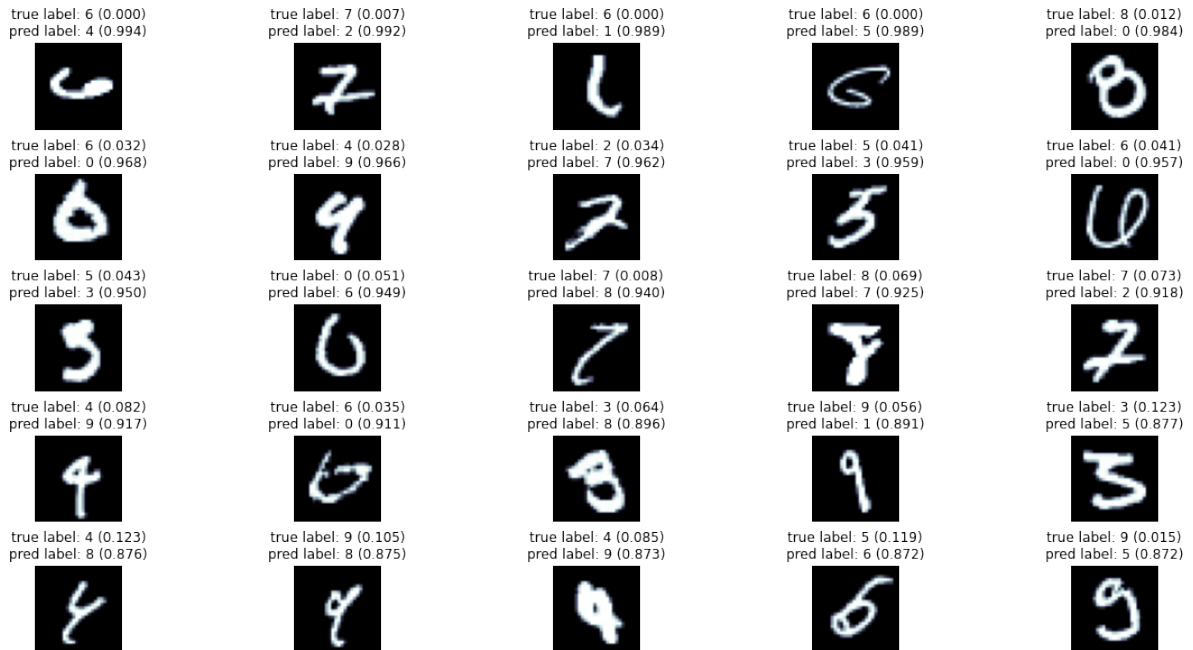 true label: 6 (0.000)
pred label: 4 (0.994)
true label: 7 (0.007)
pred label: 2 (0.992)
true label: 6 (0.000)
pred label: 1 (0.989)
true label: 6 (0.000)
pred label: 5 (0.989)
true label: 8 (0.012)
pred label: 0 (0.984)
true label: 6 (0.032)
pred label: 0 (0.968)
true label: 4 (0.028)
pred label: 9 (0.966)
true label: 2 (0.034)
pred label: 7 (0.962)
true label: 5 (0.041)
pred label: 3 (0.959)
true label: 6 (0.041)
pred label: 0 (0.957)
true label: 5 (0.043)
pred label: 3 (0.950)
true label: 0 (0.051)
pred label: 6 (0.949)
true label: 7 (0.008)
pred label: 8 (0.940)
true label: 8 (0.069)
pred label: 7 (0.925)
true label: 7 (0.073)
pred label: 2 (0.918)
true label: 4 (0.082)
pred label: 9 (0.917)
true label: 6 (0.035)
pred label: 0 (0.911)
true label: 3 (0.064)
pred label: 8 (0.896)
true label: 9 (0.056)
pred label: 1 (0.891)
true label: 3 (0.123)
pred label: 5 (0.877)
true label: 4 (0.123)
pred label: 8 (0.876)
true label: 9 (0.105)
pred label: 8 (0.875)
true label: 4 (0.085)
pred label: 9 (0.873)
true label: 5 (0.119)
pred label: 6 (0.872)
true label: 9 (0.015)
pred label: 5 (0.872)